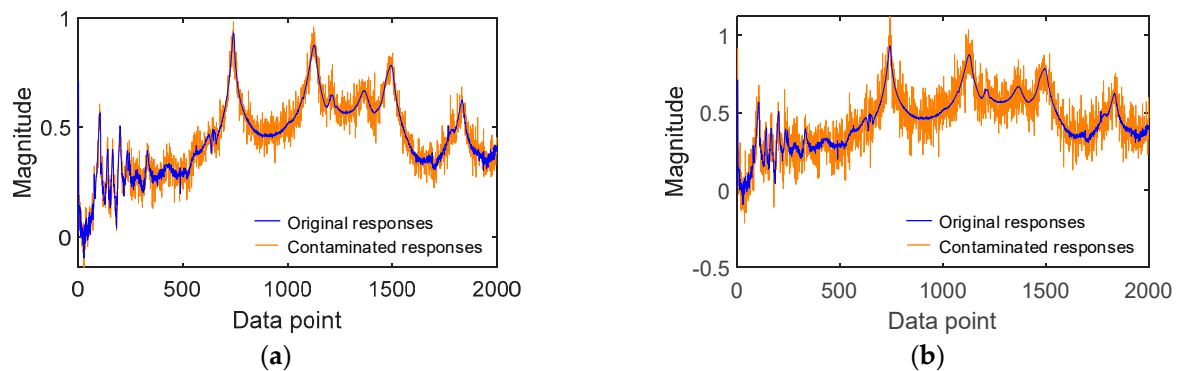 1
0.5
0
Magnitude
Original responses
Contaminated responses
0 500 1000 1500 2000
Data point
(a)
1
0.5
0
-0.5
Magnitude
Original responses
Contaminated responses
0 500 1000 1500 2000
Data point
(b)